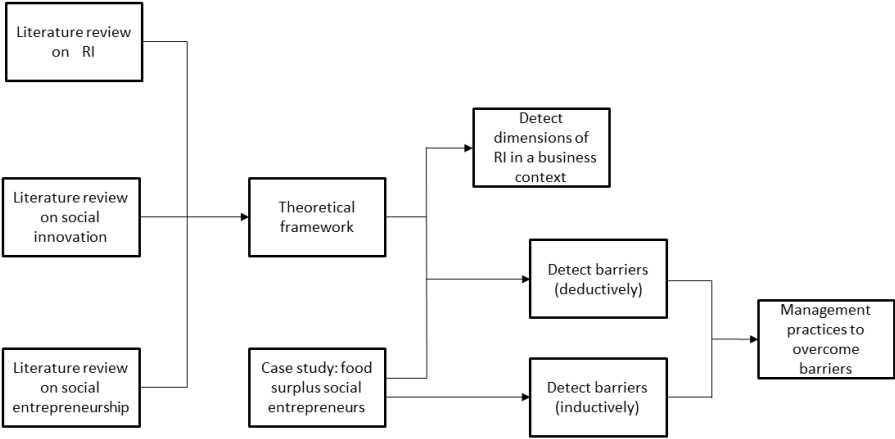 Literature review
on RI
Literature review
on social
innovation
Literature review
on social
entrepreneurship
Theoretical
framework
Case study: food
surplus social
entrepreneurs
Detect
dimensions of
RI in a business
context
Detect barriers
(deductively)
Detect barriers
(inductively)
Management
practices to
overcome
barriers